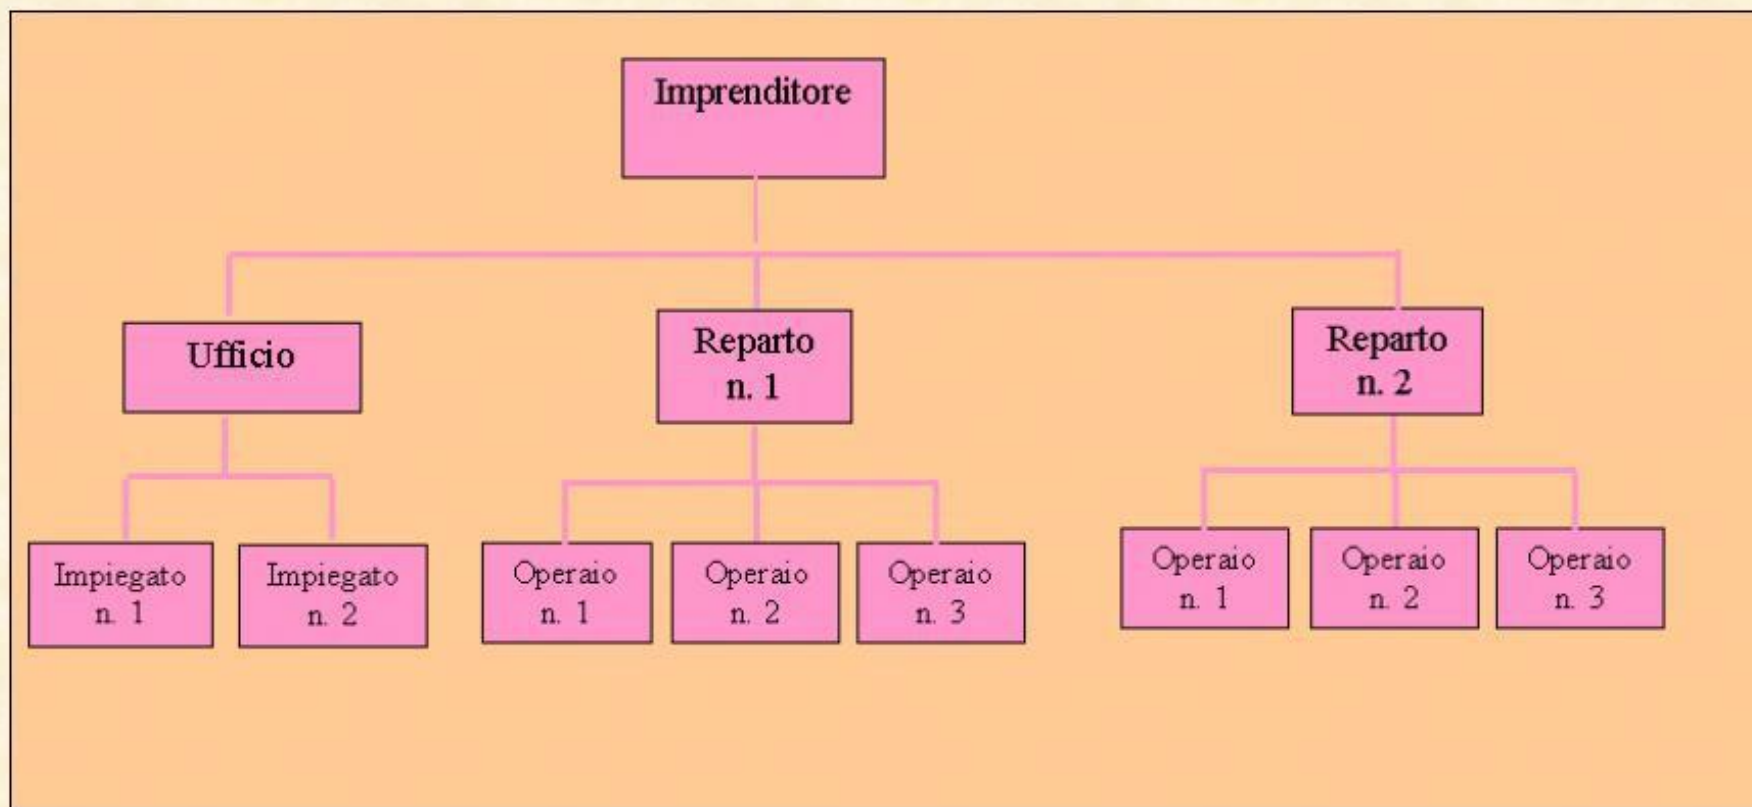 Imprenditore
Ufficio
Reparto
n. 1
Reparto
n. 2
Impiegato
n. 1
Impiegato
n. 2
Operaio
n. 1
Operaio
n. 2
Operaio
n. 3
Operaio
n. 1
Operaio
n. 2
Operaio
n. 3